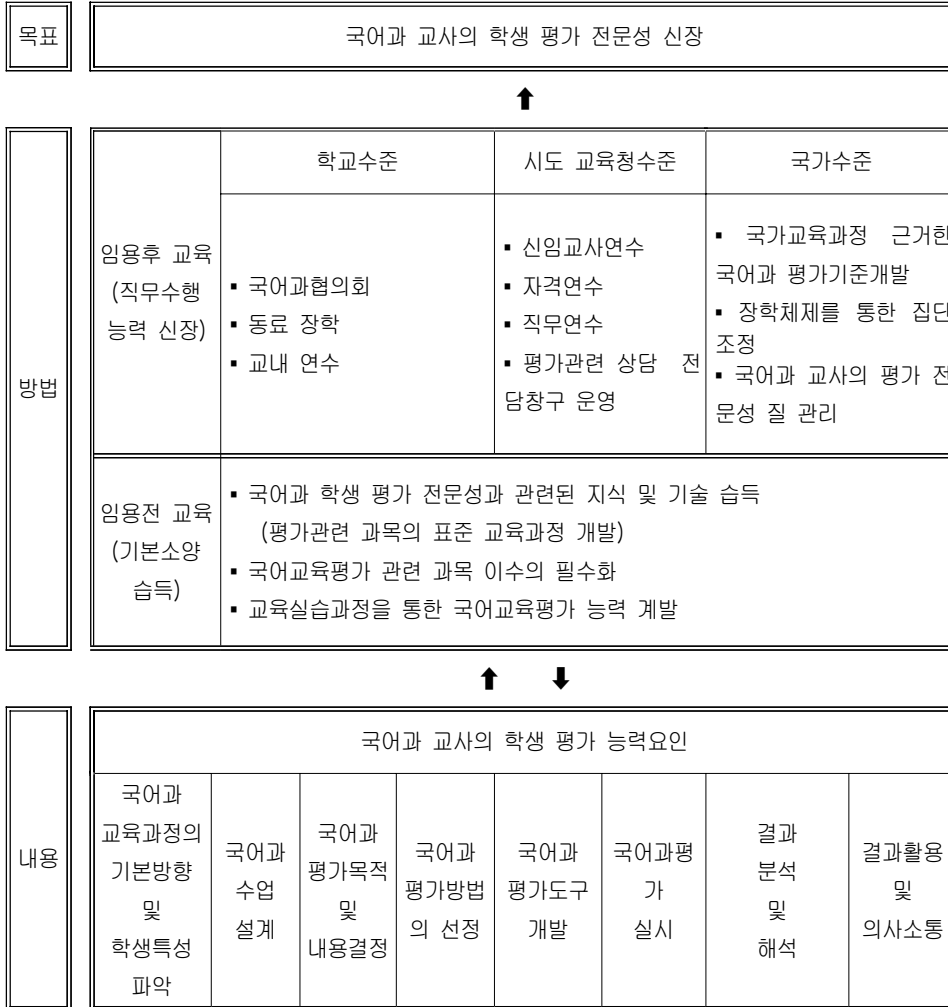 목표
국어과 교사의 학생 평가 전문성 신장
⬆
방법
임용후 교육
(직무수행
능력 신장)
학교수준
시도 교육청수준
국가수준
▪ 국어과협의회
▪ 동료 장학
▪ 교내 연수
▪ 신임교사연수
▪ 자격연수
▪ 직무연수
▪ 평가관련 상담 전
담창구 운영
▪ 국가교육과정 근거한
국어과 평가기준개발
▪ 장학체제를 통한 집단
조정
▪ 국어과 교사의 평가 전
문성 질 관리
임용전 교육
(기본소양
습득)
▪ 국어과 학생 평가 전문성과 관련된 지식 및 기술 습득
(평가관련 과목의 표준 교육과정 개발)
▪ 국어교육평가 관련 과목 이수의 필수화
▪ 교육실습과정을 통한 국어교육평가 능력 계발
⬆ ⬇
내용
국어과 교사의 학생 평가 능력요인
국어과
교육과정의
기본방향
및
학생특성
파악
국어과
수업
설계
국어과
평가목적
및
내용결정
국어과
평가방법
의 선정
국어과
평가도구
개발
국어과평
가
실시
결과
분석
및
해석
결과활용
및
의사소통